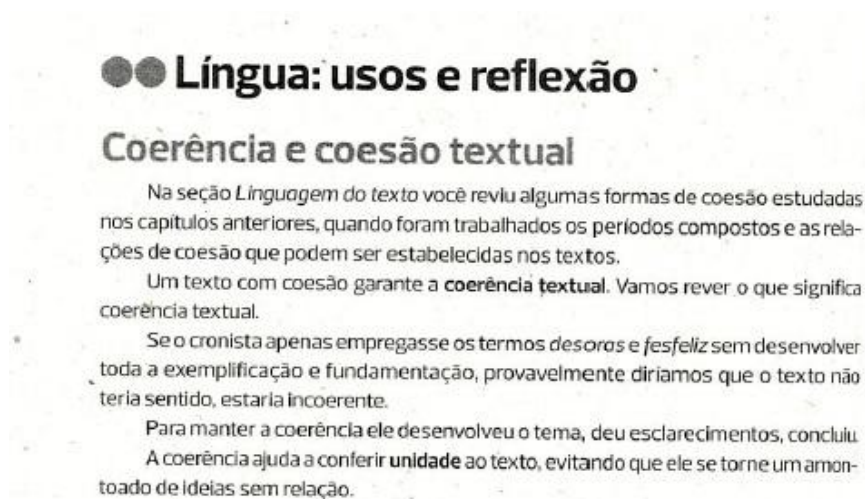 Língua: usos e reflexão
Coerência e coesão textual
Na seção Linguagem do texto você reviu algumas formas de coesão estudadas
nos capítulos anteriores, quando foram trabalhados os períodos compostos e as rela-
ções de coesão que podem ser estabelecidas nos textos.
Um texto com coesão garante a coerência textual. Vamos rever o que significa
coerência textual.
Se o cronista apenas empregasse os termos desoras e fesfeliz sem desenvolver
toda a exemplificação e fundamentação, provavelmente diríamos que o texto não
teria sentido, estaria incoerente.
Para manter a coerência ele desenvolveu o tema, deu esclarecimentos, concluiu.
A coerência ajuda a conferir unidade ao texto, evitando que ele se torne um amon-
toado de ideias sem relação.